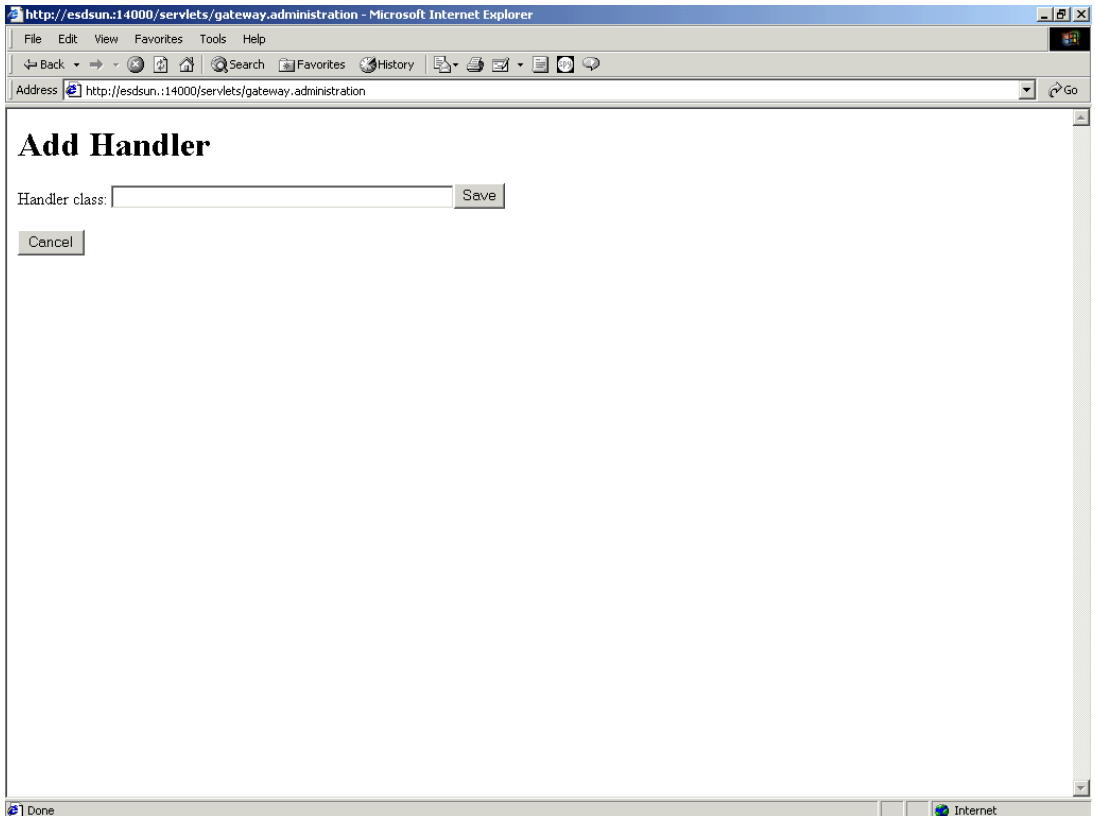 http://esdsun.:14000/servlets/gateway.administration - Microsoft Internet Explorer
File Edit View Favorites Tools Help
Back Search Favorites History
Address http://esdsun.:14000/servlets/gateway.administration Go
Add Handler
Handler class: Save
Cancel
Done Internet